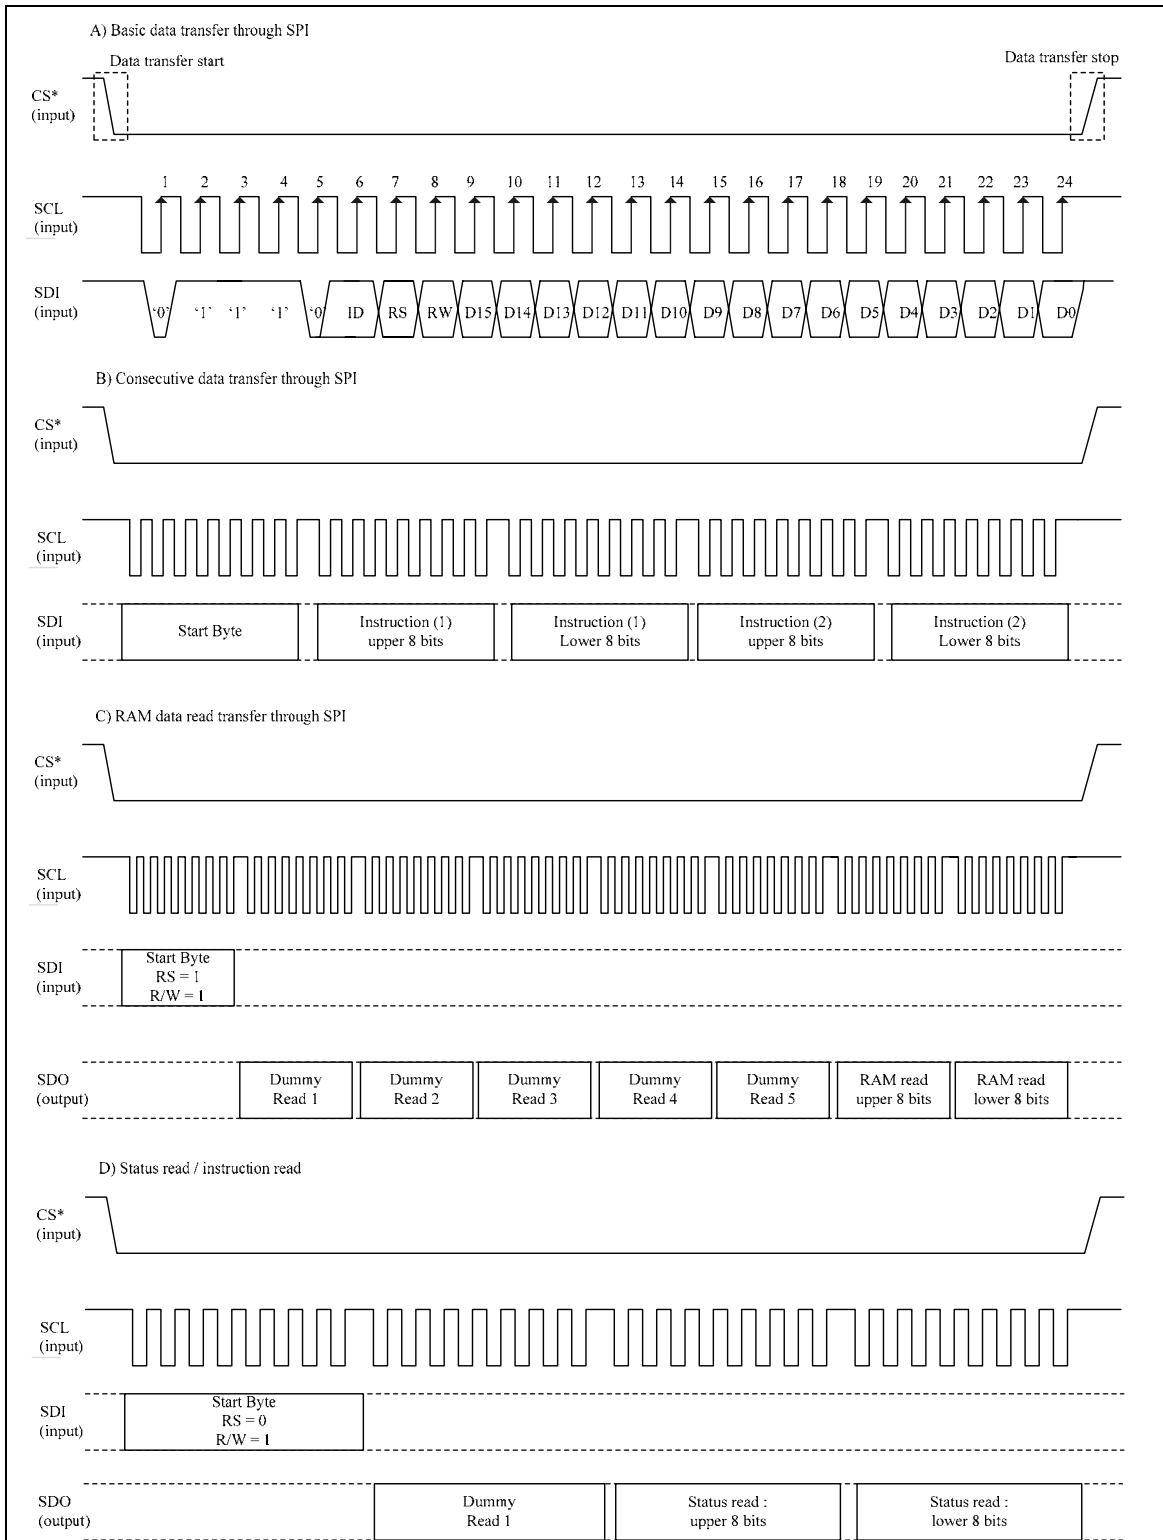 A) Basic data transfer through SPI
Data transfer start
Data transfer stop
CS*
(input)
1 2 3 4 5 6 7 8 9 10 11 12 13 14 15 16 17 18 19 20 21 22 23 24
SCL
(input)
SDI
(input)
‘0’ ‘1’ ‘1’ ‘1’ ‘0’ ID RS RW D15 D14 D13 D12 D11 D10 D9 D8 D7 D6 D5 D4 D3 D2 D1 D0
B) Consecutive data transfer through SPI
CS*
(input)
SCL
(input)
SDI
(input)
Start Byte
Instruction (1)
upper 8 bits
Instruction (1)
Lower 8 bits
Instruction (2)
upper 8 bits
Instruction (2)
Lower 8 bits
C) RAM data read transfer through SPI
CS*
(input)
SCL
(input)
SDI
(input)
Start Byte
RS = 1
R/W = 1
SDO
(output)
Dummy
Read 1
Dummy
Read 2
Dummy
Read 3
Dummy
Read 4
Dummy
Read 5
RAM read
upper 8 bits
RAM read
lower 8 bits
D) Status read / instruction read
CS*
(input)
SCL
(input)
SDI
(input)
Start Byte
RS = 0
R/W = 1
SDO
(output)
Dummy
Read 1
Status read :
upper 8 bits
Status read :
lower 8 bits